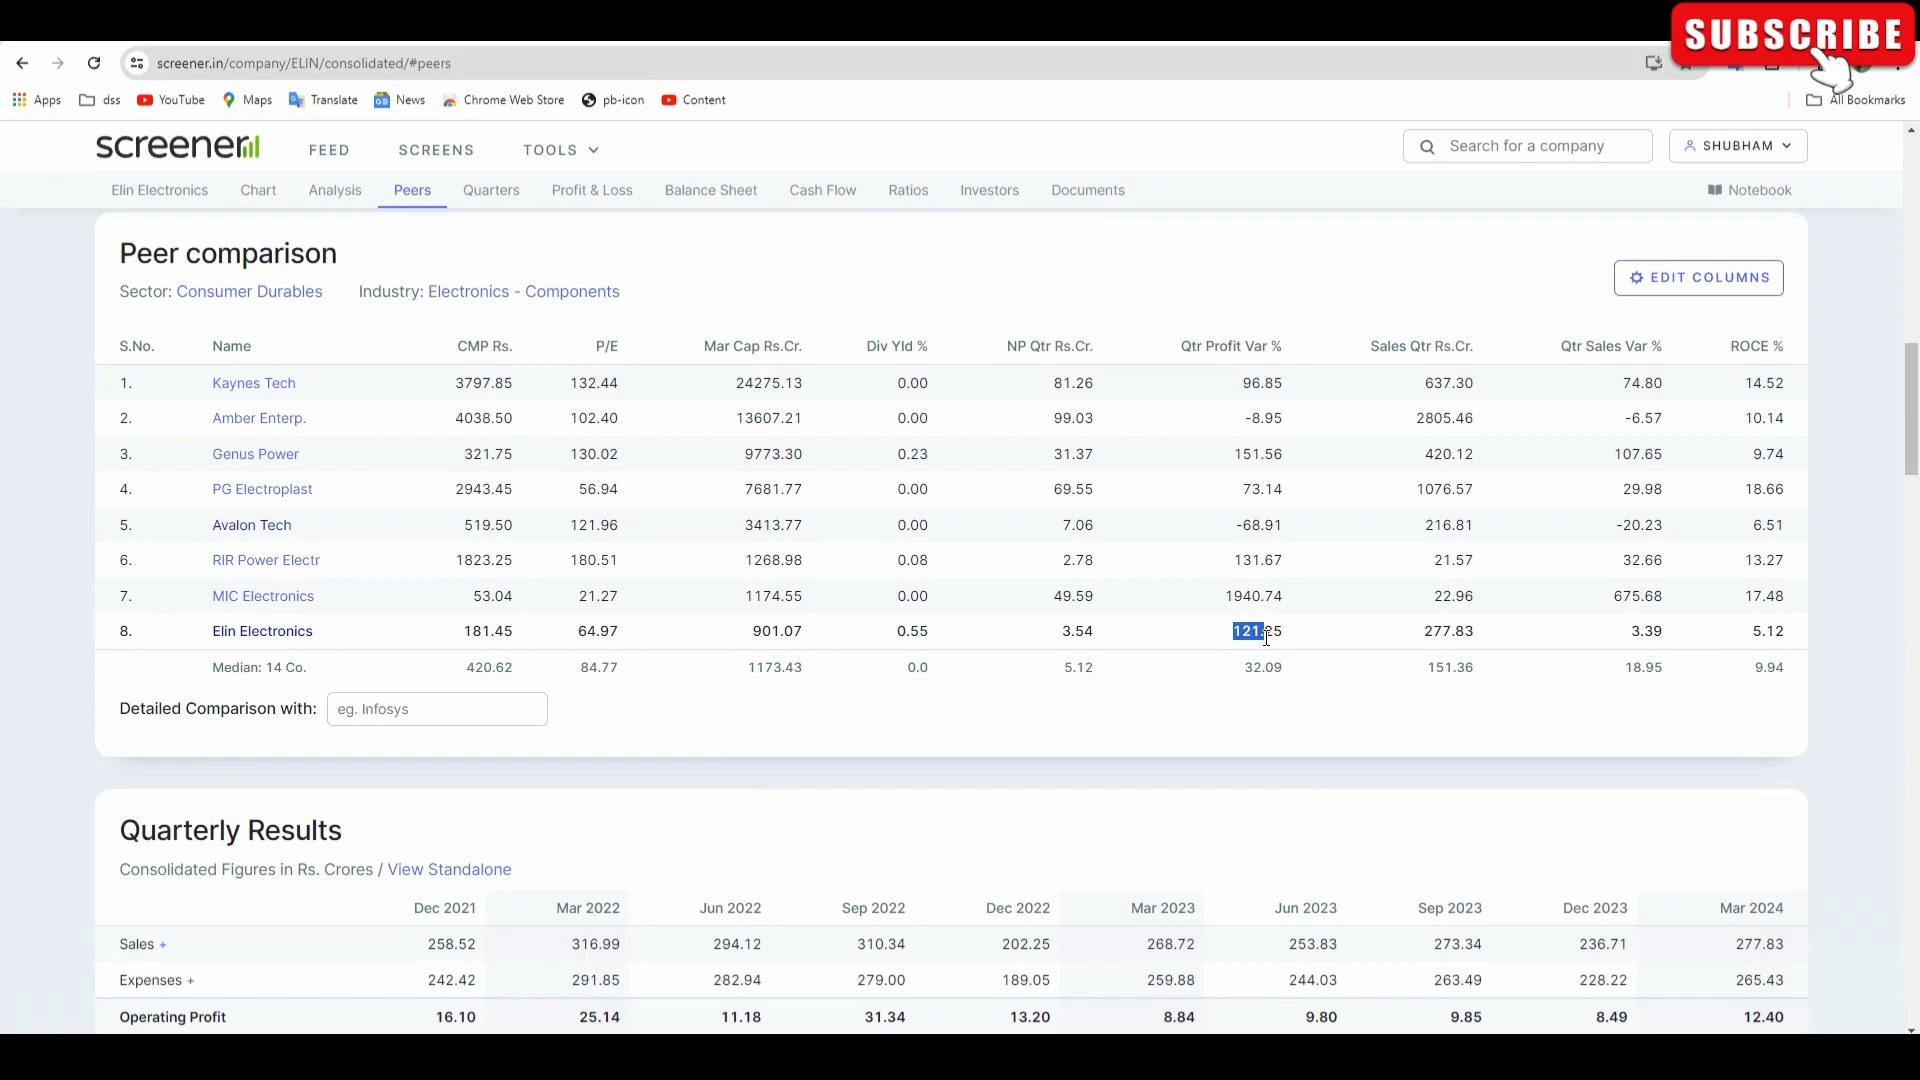 SUBSCRIBE
screener.in/company/ELIN/consolidated/#peers
Apps dss YouTube Maps Translate News Chrome Web Store pb-icon Content All Bookmarks
screener FEED SCREENS TOOLS Search for a company SHUBHAM
Elin Electronics Chart Analysis Peers Quarters Profit & Loss Balance Sheet Cash Flow Ratios Investors Documents Notebook
Peer comparison
EDIT COLUMNS
Sector: Consumer Durables Industry: Electronics - Components
S.No. Name CMP Rs. P/E Mar Cap Rs.Cr. Div Yld % NP Qtr Rs.Cr. Qtr Profit Var % Sales Qtr Rs.Cr. Qtr Sales Var % ROCE %
1. Kaynes Tech 3797.85 132.44 24275.13 0.00 81.26 96.85 637.30 74.80 14.52
2. Amber Enterp. 4038.50 102.40 13607.21 0.00 99.03 -8.95 2805.46 -6.57 10.14
3. Genus Power 321.75 130.02 9773.30 0.23 31.37 151.56 420.12 107.65 9.74
4. PG Electroplast 2943.45 56.94 7681.77 0.00 69.55 73.14 1076.57 29.98 18.66
5. Avalon Tech 519.50 121.96 3413.77 0.00 7.06 -68.91 216.81 -20.23 6.51
6. RIR Power Electr 1823.25 180.51 1268.98 0.08 2.78 131.67 21.57 32.66 13.27
7. MIC Electronics 53.04 21.27 1174.55 0.00 49.59 1940.74 22.96 675.68 17.48
8. Elin Electronics 181.45 64.97 901.07 0.55 3.54 121.25 277.83 3.39 5.12
Median: 14 Co. 420.62 84.77 1173.43 0.0 5.12 32.09 151.36 18.95 9.94
Detailed Comparison with: eg. Infosys
Quarterly Results
Consolidated Figures in Rs. Crores / View Standalone
Dec 2021 Mar 2022 Jun 2022 Sep 2022 Dec 2022 Mar 2023 Jun 2023 Sep 2023 Dec 2023 Mar 2024
Sales + 258.52 316.99 294.12 310.34 202.25 268.72 253.83 273.34 236.71 277.83
Expenses + 242.42 291.85 282.94 279.00 189.05 259.88 244.03 263.49 228.22 265.43
Operating Profit 16.10 25.14 11.18 31.34 13.20 8.84 9.80 9.85 8.49 12.40